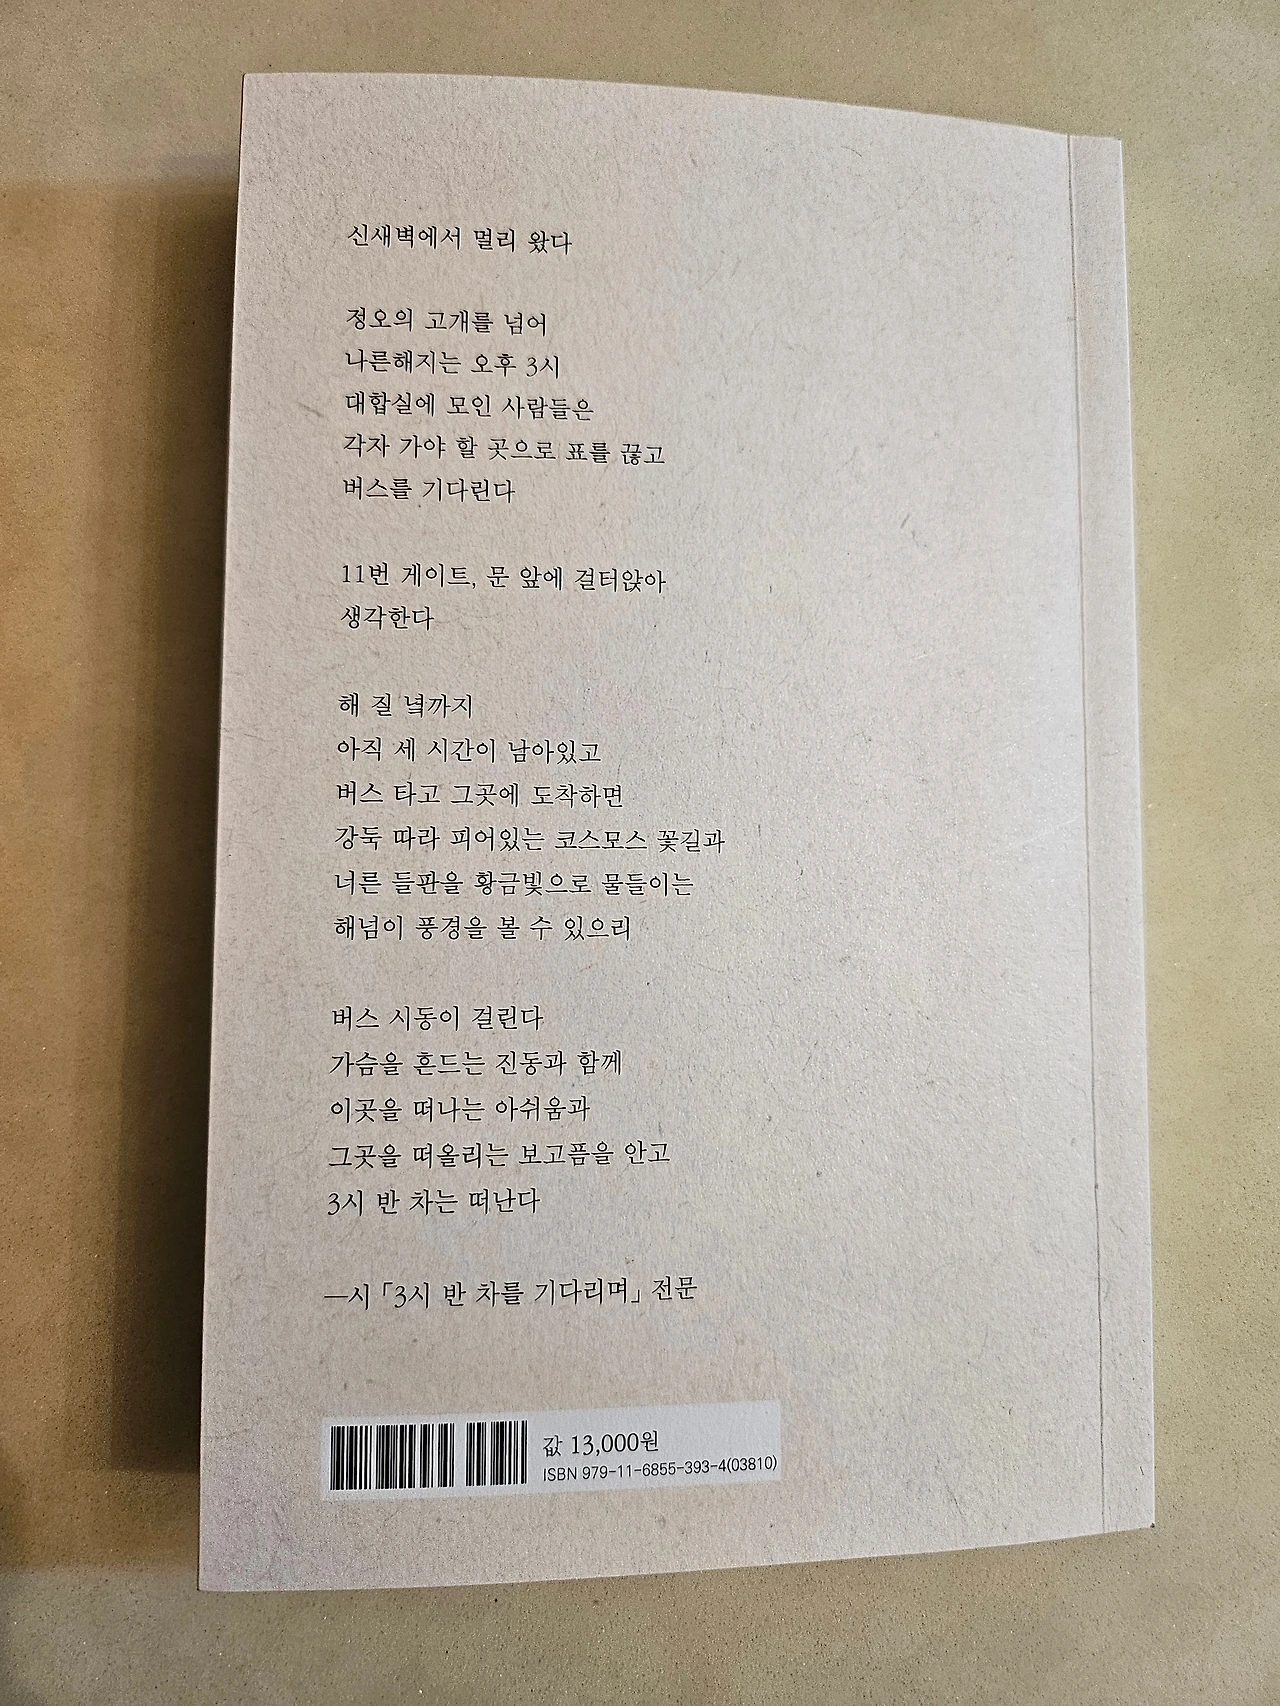 신새벽에서 멀리 왔다
정오의 고개를 넘어
나른해지는 오후 3시
대합실에 모인 사람들은
각자 가야 할 곳으로 표를 끊고
버스를 기다린다
11번 게이트, 문 앞에 걸터앉아
생각한다
해 질 녘까지
아직 세 시간이 남아있고
버스 타고 그곳에 도착하면
강둑 따라 피어있는 코스모스 꽃길과
너른 들판을 황금빛으로 물들이는
해넘이 풍경을 볼 수 있으리
버스 시동이 걸린다
가슴을 흔드는 진동과 함께
이곳을 떠나는 아쉬움과
그곳을 떠올리는 보고픔을 안고
3시 반 차는 떠난다
—시 「3시 반 차를 기다리며」 전문
값 13,000원
ISBN 979-11-6855-393-4(03810)